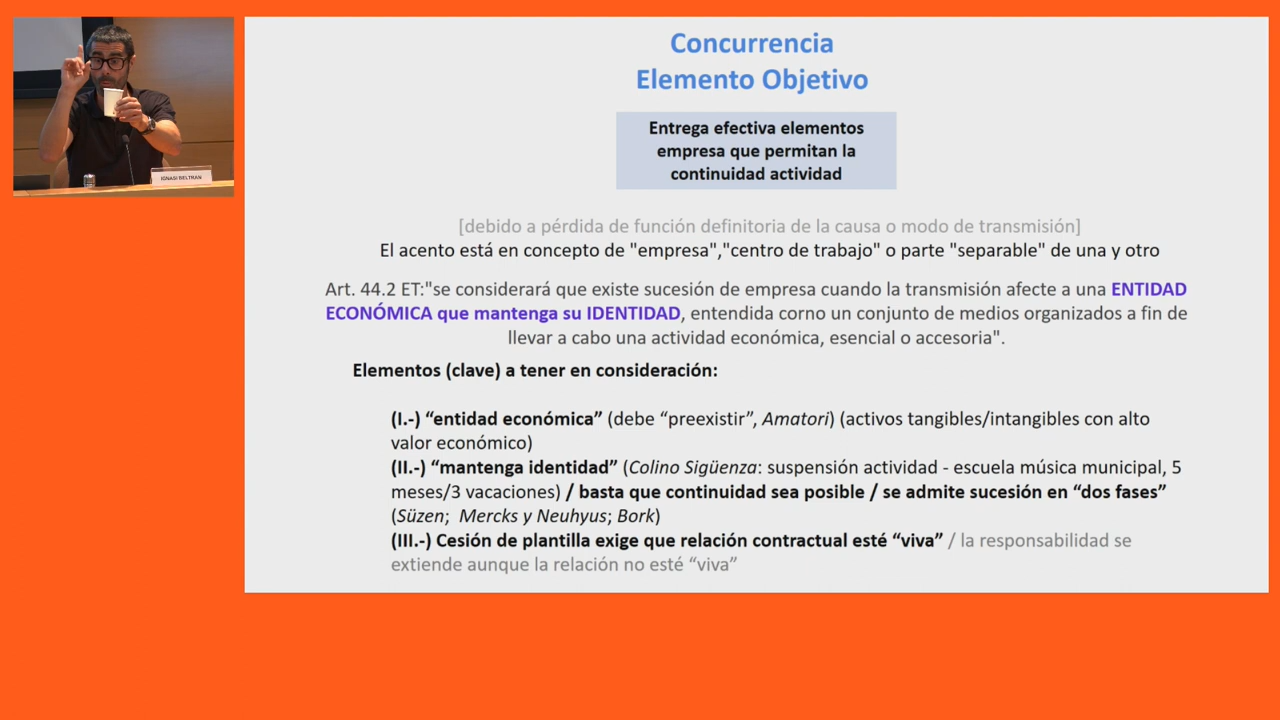 IGNASI BELTRAN
Concurrencia
Elemento Objetivo
Entrega efectiva elementos
empresa que permitan la
continuidad actividad
[debido a pérdida de función definitoria de la causa o modo de transmisión]
El acento está en concepto de "empresa","centro de trabajo" o parte "separable" de una y otro
Art. 44.2 ET:"se considerará que existe sucesión de empresa cuando la transmisión afecte a una ENTIDAD
ECONÓMICA que mantenga su IDENTIDAD, entendida corno un conjunto de medios organizados a fin de
llevar a cabo una actividad económica, esencial o accesoria".
Elementos (clave) a tener en consideración:
(I.-) “entidad económica” (debe “preexistir”, Amatori) (activos tangibles/intangibles con alto
valor económico)
(II.-) “mantenga identidad” (Colino Sigüenza: suspensión actividad - escuela música municipal, 5
meses/3 vacaciones) / basta que continuidad sea posible / se admite sucesión en “dos fases”
(Süzen; Mercks y Neuhyus; Bork)
(III.-) Cesión de plantilla exige que relación contractual esté “viva” / la responsabilidad se
extiende aunque la relación no esté “viva”